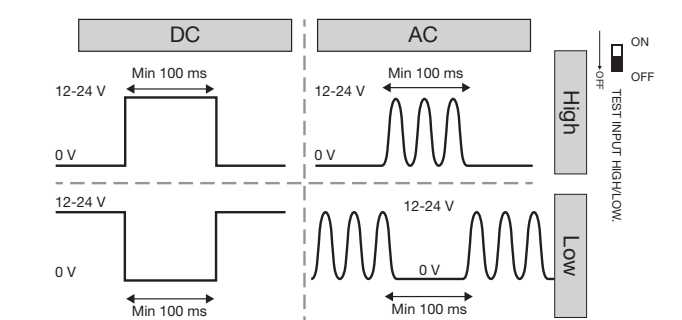 DC
AC
ON
OFF
OFF
TEST INPUT HIGH/LOW.
High
Min 100 ms
12-24 V
0 V
Min 100 ms
12-24 V
0 V
Low
12-24 V
0 V
Min 100 ms
12-24 V
0 V
Min 100 ms